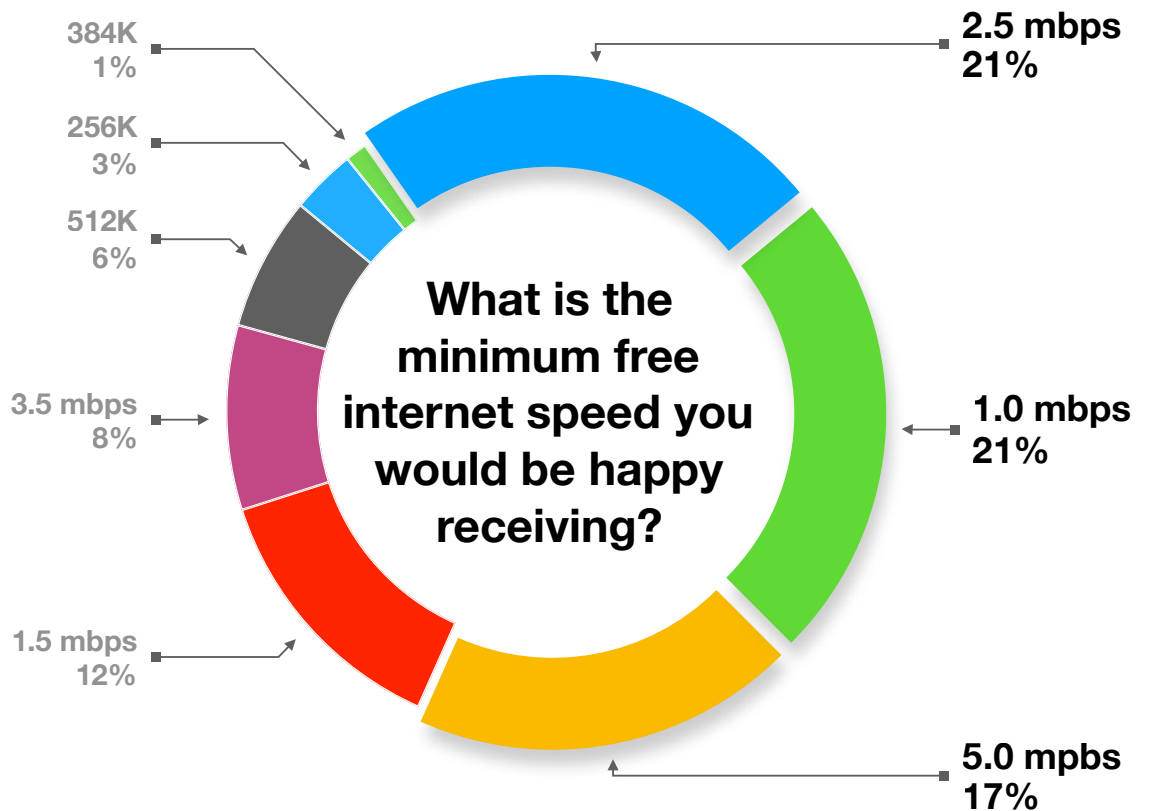 384K
1%
256K
3%
512K
6%
3.5 mbps
8%
1.5 mbps
12%
What is the
minimum free
internet speed you
would be happy
receiving?
2.5 mbps
21%
1.0 mbps
21%
5.0 mpbs
17%